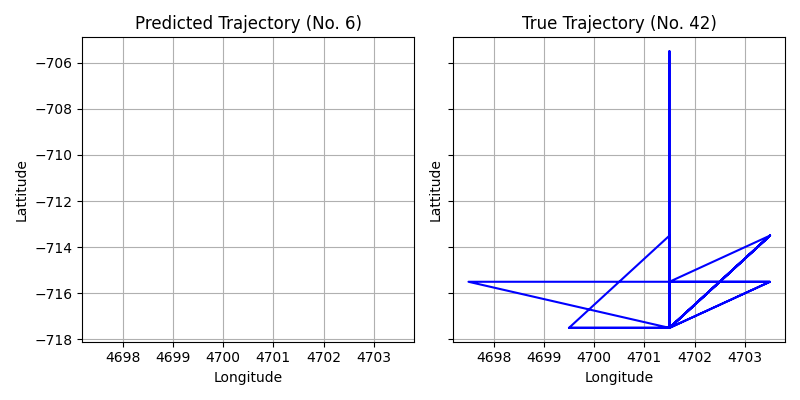 Predicted Trajectory (No. 6)
True Trajectory (No. 42)
−706
−708
−710
−712
−714
−716
−718
Lattitude
Lattitude
4698 4699 4700 4701 4702 4703
4698 4699 4700 4701 4702 4703
Longitude
Longitude